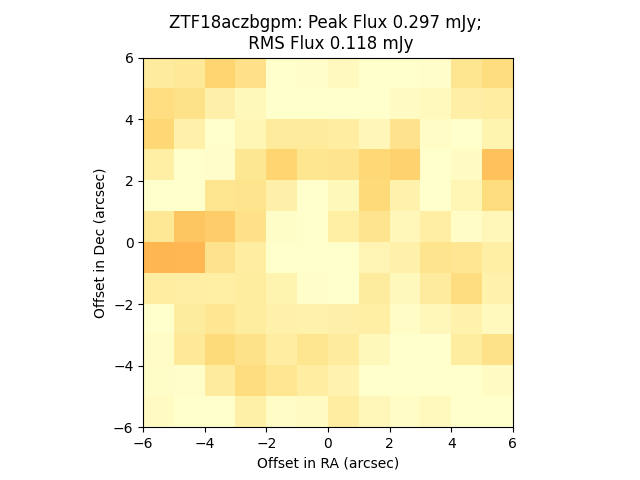 ZTF18aczbgpm: Peak Flux 0.297 mJy;
RMS Flux 0.118 mJy
6
4
2
0
−2
−4
−6
Offset in Dec (arcsec)
−6 −4 −2 0 2 4 6
Offset in RA (arcsec)